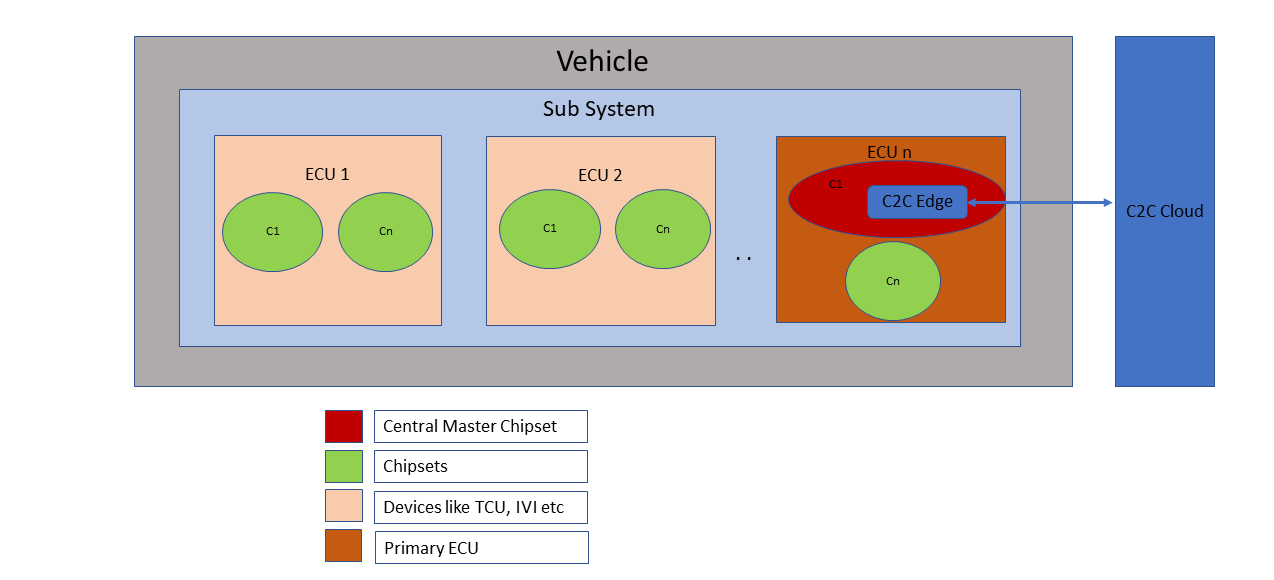 Vehicle
Sub System
ECU 1
C1
Cn
ECU 2
C1
Cn
. .
ECU n
C1
C2C Edge
Cn
C2C Cloud
Central Master Chipset
Chipsets
Devices like TCU, IVI etc
Primary ECU